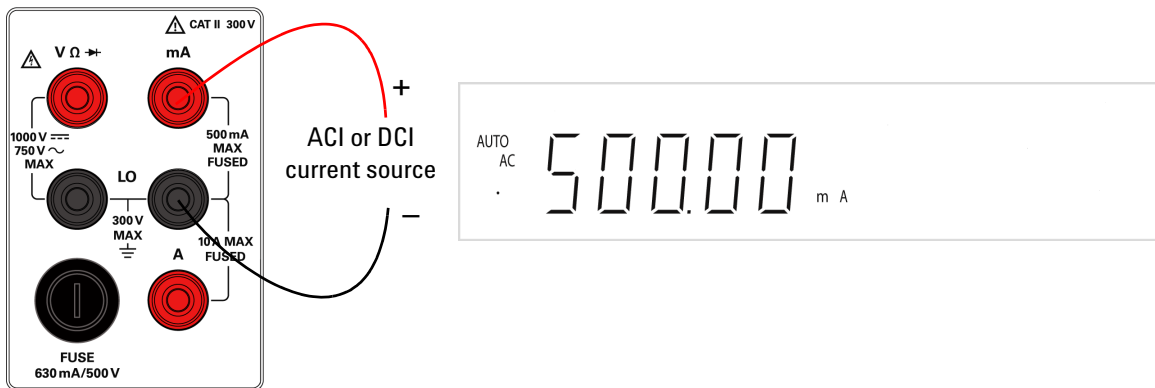 ⚠ CAT II 300 V
V Ω
mA
1000 V ⎓
750 V ∼
MAX
500 mA
MAX
FUSED
LO
300 V
MAX
10 A MAX
FUSED
A
FUSE
630 mA/500 V
+
ACI or DCI
current source
–
AUTO
AC
500.00 m A